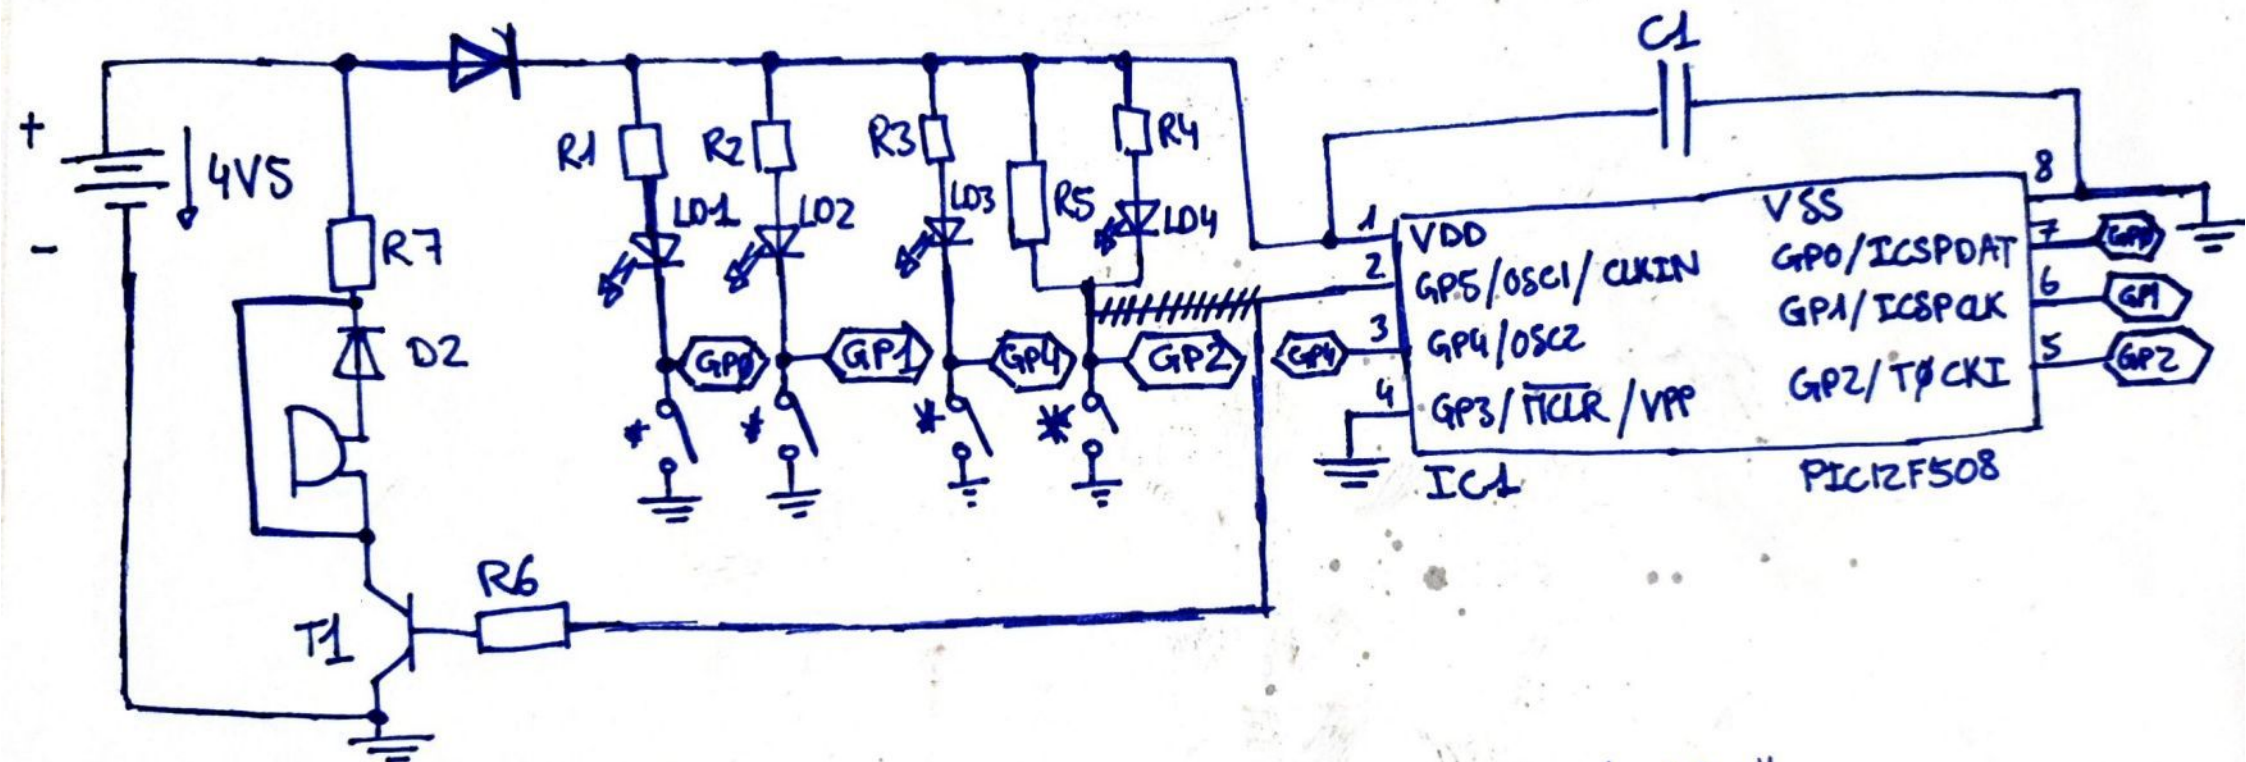 C1
+
4V5
-
R1
R2
R3
R4
R5
LD1
LD2
LD3
LD4
R7
D2
GP0
GP1
GP4
GP2
*
*
*
*
R6
T1
1
VDD
2
GP5/OSC1/CLKIN
3
GP4
GP4/OSC2
4
GP3/MCLR/VPP
8
VSS
7
GP0/ICSPDAT
GP0
6
GP1/ICSPCLK
GP1
5
GP2/TØCKI
GP2
IC1
PIC12F508